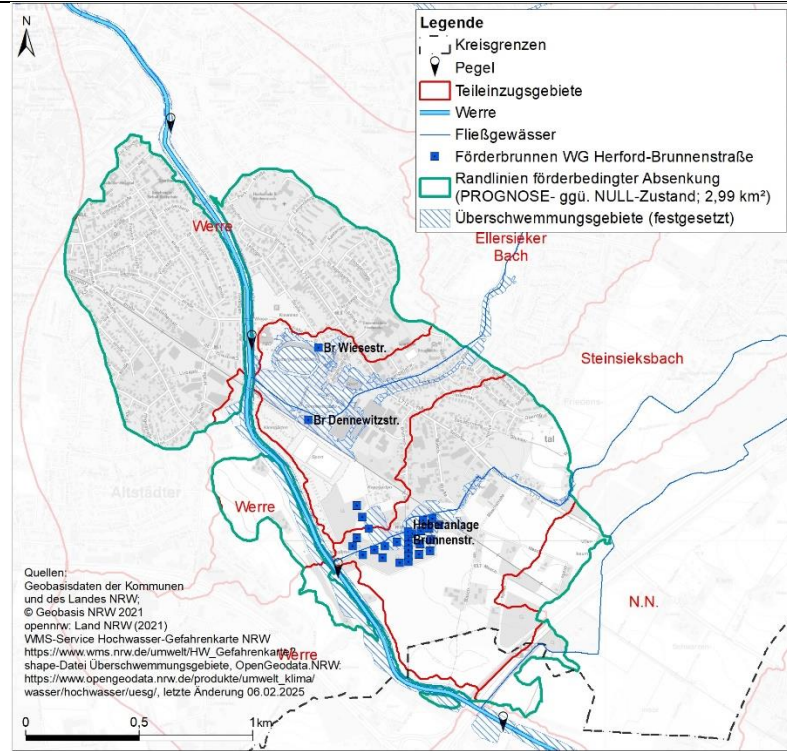 N
Legende
Kreisgrenzen
Pegel
Teileinzugsgebiete
Werre
Fließgewässer
Förderbrunnen WG Herford-Brunnenstraße
Randlinien förderbedingter Absenkung
(PROGNOSE- ggü. NULL-Zustand; 2,99 km²)
Überschwemmungsgebiete (festgesetzt)
Werre
Ellersieker
Bach
Steinsieksbach
Br Wiesestr.
Br Dennewitzstr.
tal
Altstädter
Werre
Heberanlage
Brunnenstr.
N.N.
Werre
Quellen:
Geobasisdaten der Kommunen
und des Landes NRW;
© Geobasis NRW 2021
opennrw: Land NRW (2021)
WMS-Service Hochwasser-Gefahrenkarte NRW
https://www.wms.nrw.de/umwelt/HW_Gefahrenkarte?
shape-Datei Überschwemmungsgebiete, OpenGeodata.NRW:
https://www.opengeodata.nrw.de/produkte/umwelt_klima/
wasser/hochwasser/uesg/, letzte Änderung 06.02.2025
0 0,5 1km